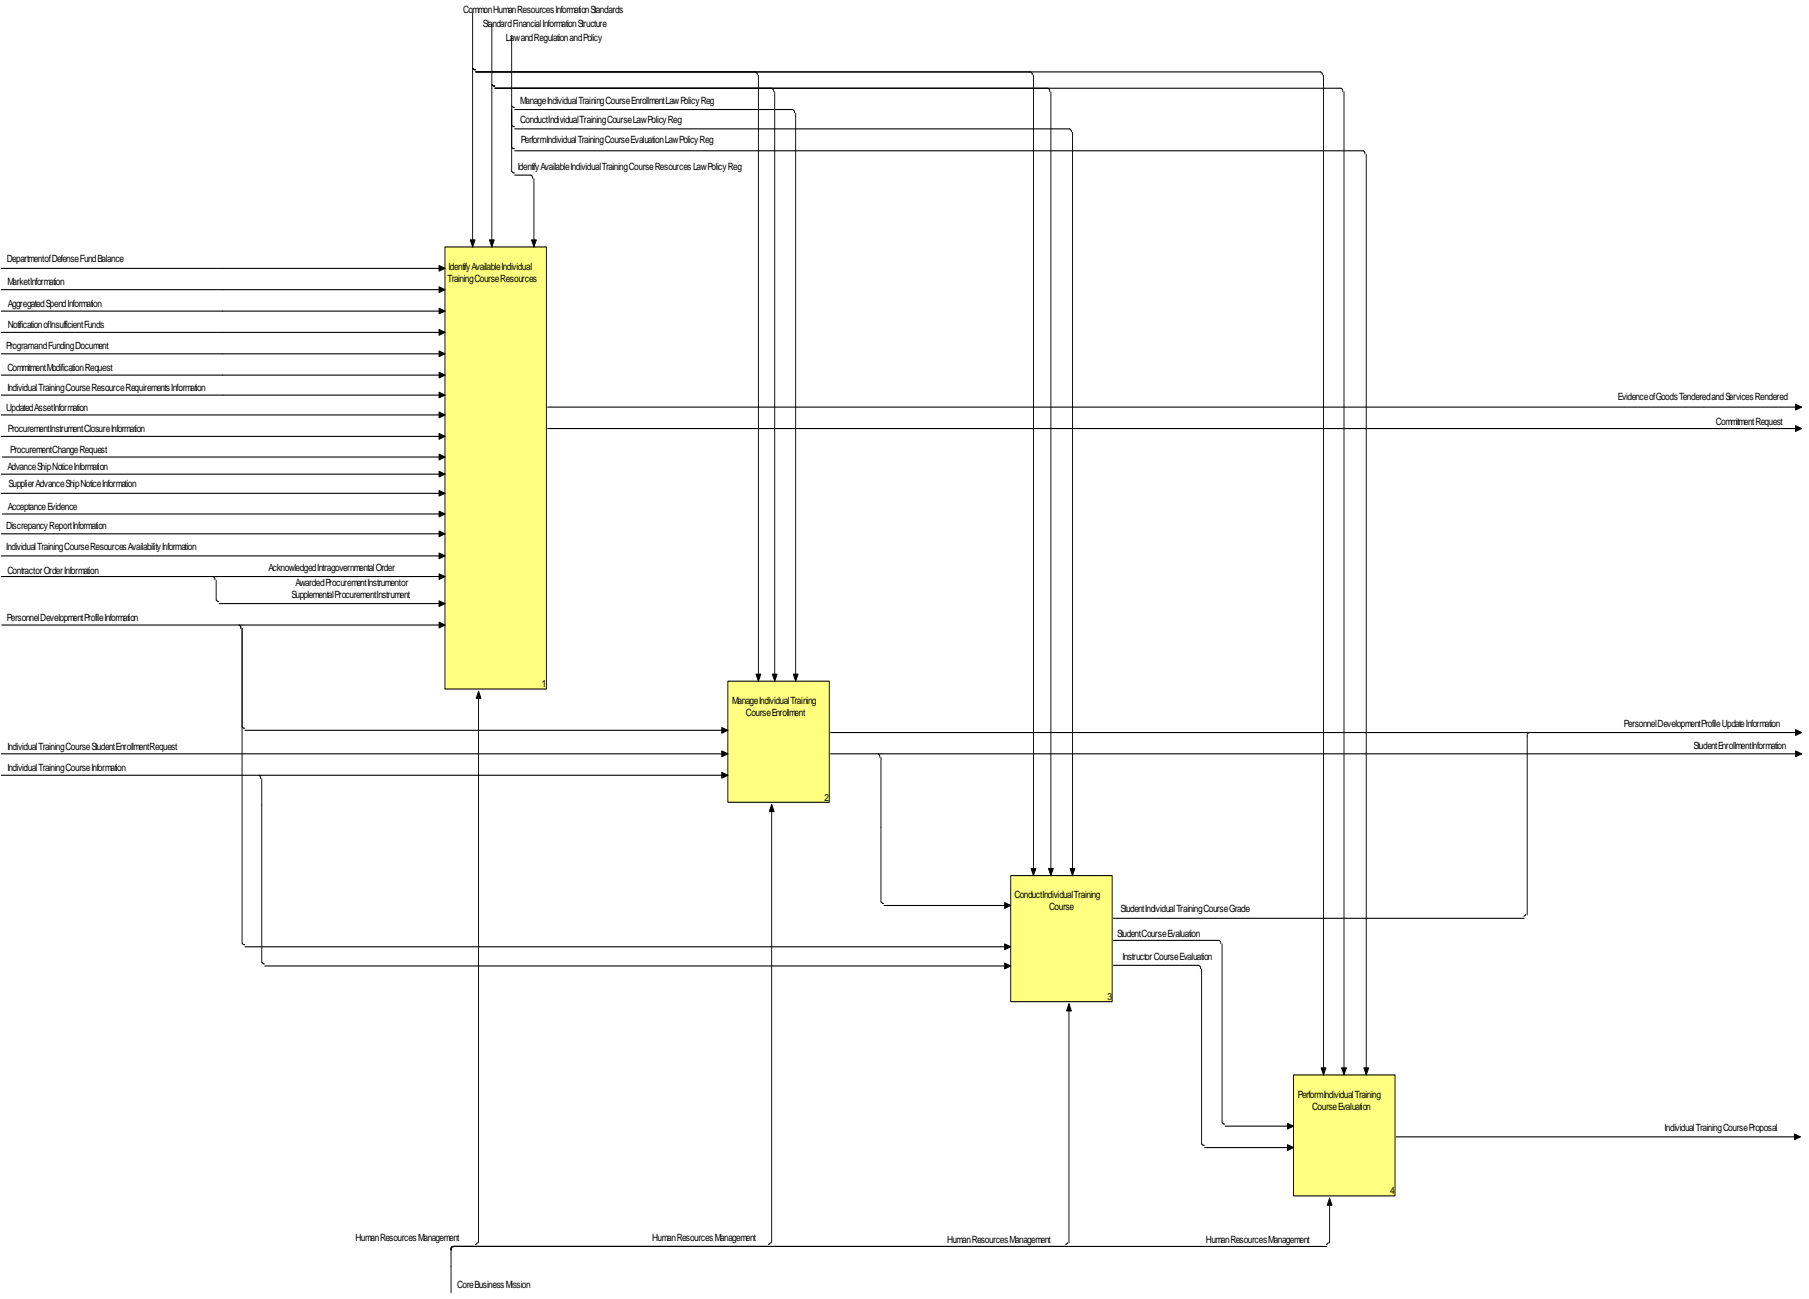 Common Human Resources Information Standards
Standard Financial Information Structure
Law and Regulation and Policy
Manage Individual Training Course Enrollment Law Policy Reg
Conduct Individual Training Course Law Policy Reg
Perform Individual Training Course Evaluation Law Policy Reg
Identify Available Individual Training Course Resources Law Policy Reg
Department of Defense Fund Balance
Market Information
Aggregated Spend Information
Notification of Insufficient Funds
Program and Funding Document
Commitment Modification Request
Individual Training Course Resource Requirements Information
Updated Asset Information
Procurement Instrument Closure Information
Procurement Change Request
Advance Ship Notice Information
Supplier Advance Ship Notice Information
Acceptance Evidence
Discrepancy Report Information
Individual Training Course Resources Availability Information
Contractor Order Information
Acknowledged Intragovernmental Order
Awarded Procurement Instrument or
Supplemental Procurement Instrument
Personnel Development Profile Information
Identify Available Individual
Training Course Resources
1
Evidence of Goods Tendered and Services Rendered
Commitment Request
Individual Training Course Student Enrollment Request
Individual Training Course Information
Manage Individual Training
Course Enrollment
2
Personnel Development Profile Update Information
Student Enrollment Information
Conduct Individual Training
Course
3
Student Individual Training Course Grade
Student Course Evaluation
Instructor Course Evaluation
Perform Individual Training
Course Evaluation
4
Individual Training Course Proposal
Human Resources Management
Human Resources Management
Human Resources Management
Human Resources Management
Core Business Mission